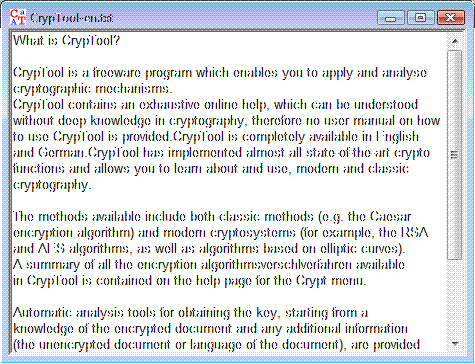 CrypTool-en.txt
What is CrypTool?
CrypTool is a freeware program which enables you to apply and analyse
cryptographic mechanisms.
CrypTool contains an exhaustive online help, which can be understood
without deep knowledge in cryptography, therefore no user manual on how
to use CrypTool is provided.CrypTool is completely available in English
and German.CrypTool has implemented almost all state-of-the-art crypto
functions and allows you to learn about and use, modern and classic
cryptography.
The methods available include both classic methods (e.g. the Caesar
encryption algorithm) and modern cryptosystems (for example, the RSA
and AES algorithms, as well as algorithms based on elliptic curves).
A summary of all the encryption algorithmsverschlverfahren available
in CrypTool is contained on the help page for the Crypt menu.
Automatic analysis tools for obtaining the key, starting from a
knowledge of the encrypted document and any additional information
(the unencrypted document or language of the document), are provided